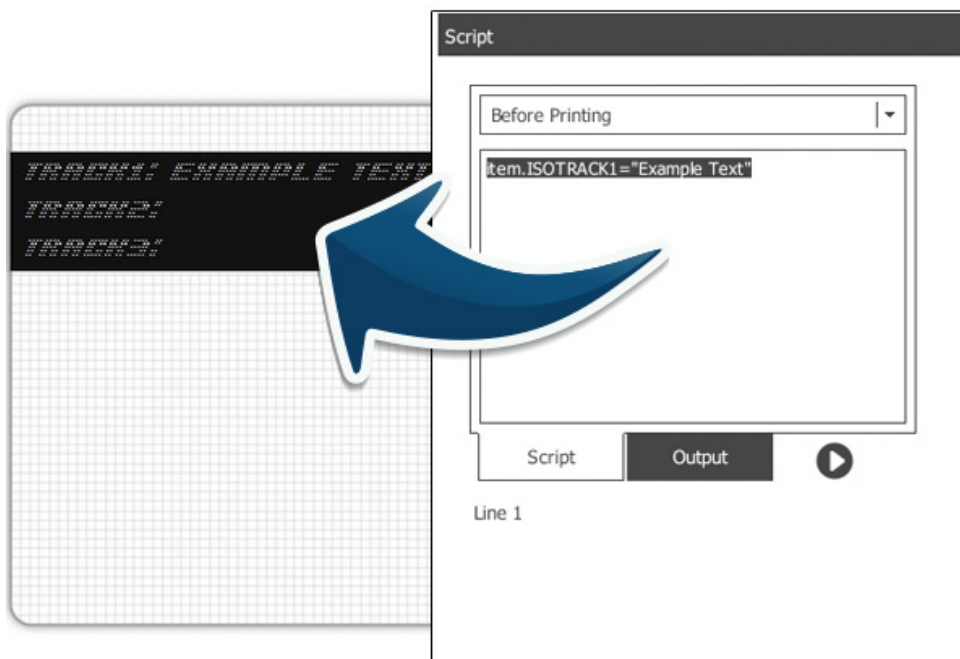 TRACK1: EXAMPLE TEXT
TRACK2:
TRACK3:
Script
Before Printing
item.ISOTRACK1="Example Text"
Script
Output
Line 1